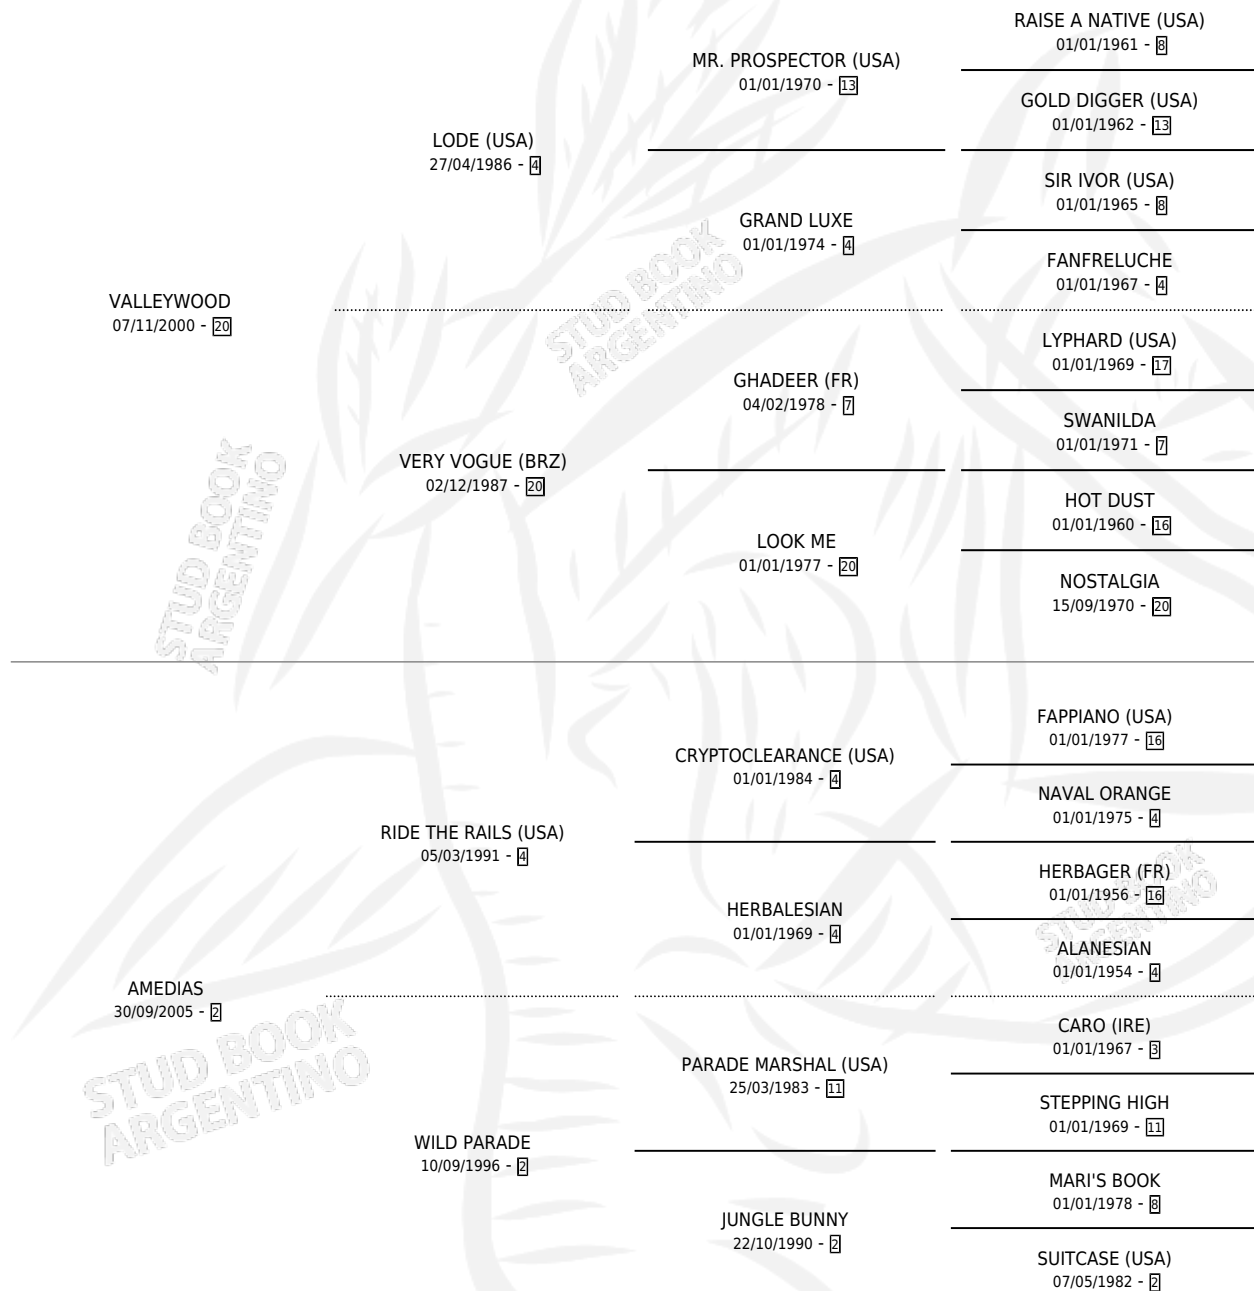 RAISE A NATIVE (USA)
01/01/1961 - 8
MR. PROSPECTOR (USA)
01/01/1970 - 13
GOLD DIGGER (USA)
01/01/1962 - 13
LODE (USA)
27/04/1986 - 4
SIR IVOR (USA)
01/01/1965 - 8
GRAND LUXE
01/01/1974 - 4
FANFRELUCHE
01/01/1967 - 4
VALLEYWOOD
07/11/2000 - 20
LYPHARD (USA)
01/01/1969 - 17
GHADEER (FR)
04/02/1978 - 7
SWANILDA
01/01/1971 - 7
VERY VOGUE (BRZ)
02/12/1987 - 20
HOT DUST
01/01/1960 - 16
LOOK ME
01/01/1977 - 20
NOSTALGIA
15/09/1970 - 20
FAPPIANO (USA)
01/01/1977 - 16
CRYPTOCLEARANCE (USA)
01/01/1984 - 4
NAVAL ORANGE
01/01/1975 - 4
RIDE THE RAILS (USA)
05/03/1991 - 4
HERBAGER (FR)
01/01/1956 - 16
HERBALESIAN
01/01/1969 - 4
ALANESIAN
01/01/1954 - 4
AMEDIAS
30/09/2005 - 2
CARO (IRE)
01/01/1967 - 3
PARADE MARSHAL (USA)
25/03/1983 - 11
STEPPING HIGH
01/01/1969 - 11
WILD PARADE
10/09/1996 - 2
MARI'S BOOK
01/01/1978 - 8
JUNGLE BUNNY
22/10/1990 - 2
SUITCASE (USA)
07/05/1982 - 2
STUD BOOK
ARGENTINO
STUD BOOK
ARGENTINO
STUD BOOK
ARGENTINO
STUD BOOK
ARGENTINO